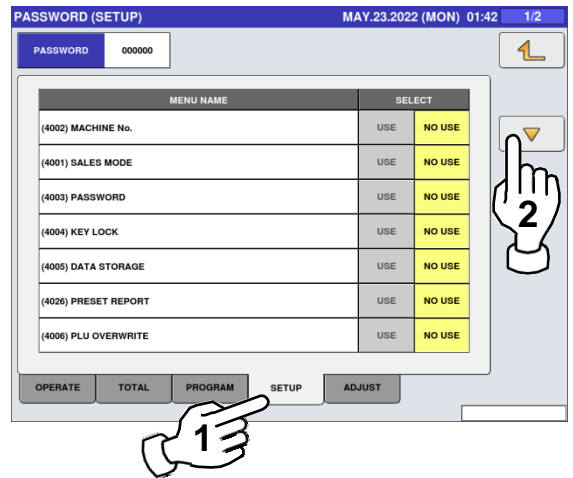 PASSWORD (SETUP) MAY.23.2022 (MON) 01:42 1/2
PASSWORD 000000
MENU NAME SELECT
(4002) MACHINE No. USE NO USE
(4001) SALES MODE USE NO USE
(4003) PASSWORD USE NO USE
(4004) KEY LOCK USE NO USE
(4005) DATA STORAGE USE NO USE
(4026) PRESET REPORT USE NO USE
(4006) PLU OVERWRITE USE NO USE
OPERATE TOTAL PROGRAM SETUP ADJUST
1
2